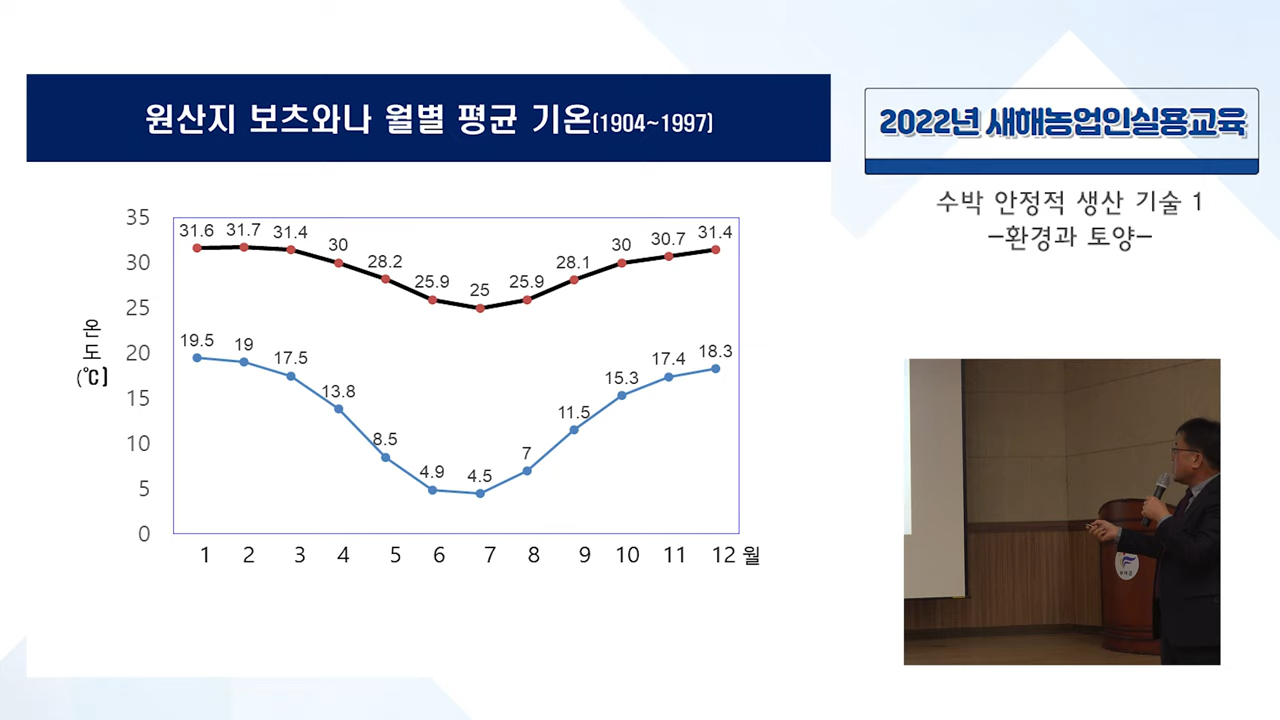 원산지 보츠와나 월별 평균 기온(1904~1997)
2022년 새해농업인실용교육
수박 안정적 생산 기술 1
-환경과 토양-
온도
(℃)
35
30
25
20
15
10
5
0
31.6 31.7 31.4 30 28.2 25.9 25 25.9 28.1 30 30.7 31.4
19.5 19 17.5 13.8 8.5 4.9 4.5 7 11.5 15.3 17.4 18.3
1 2 3 4 5 6 7 8 9 10 11 12 월